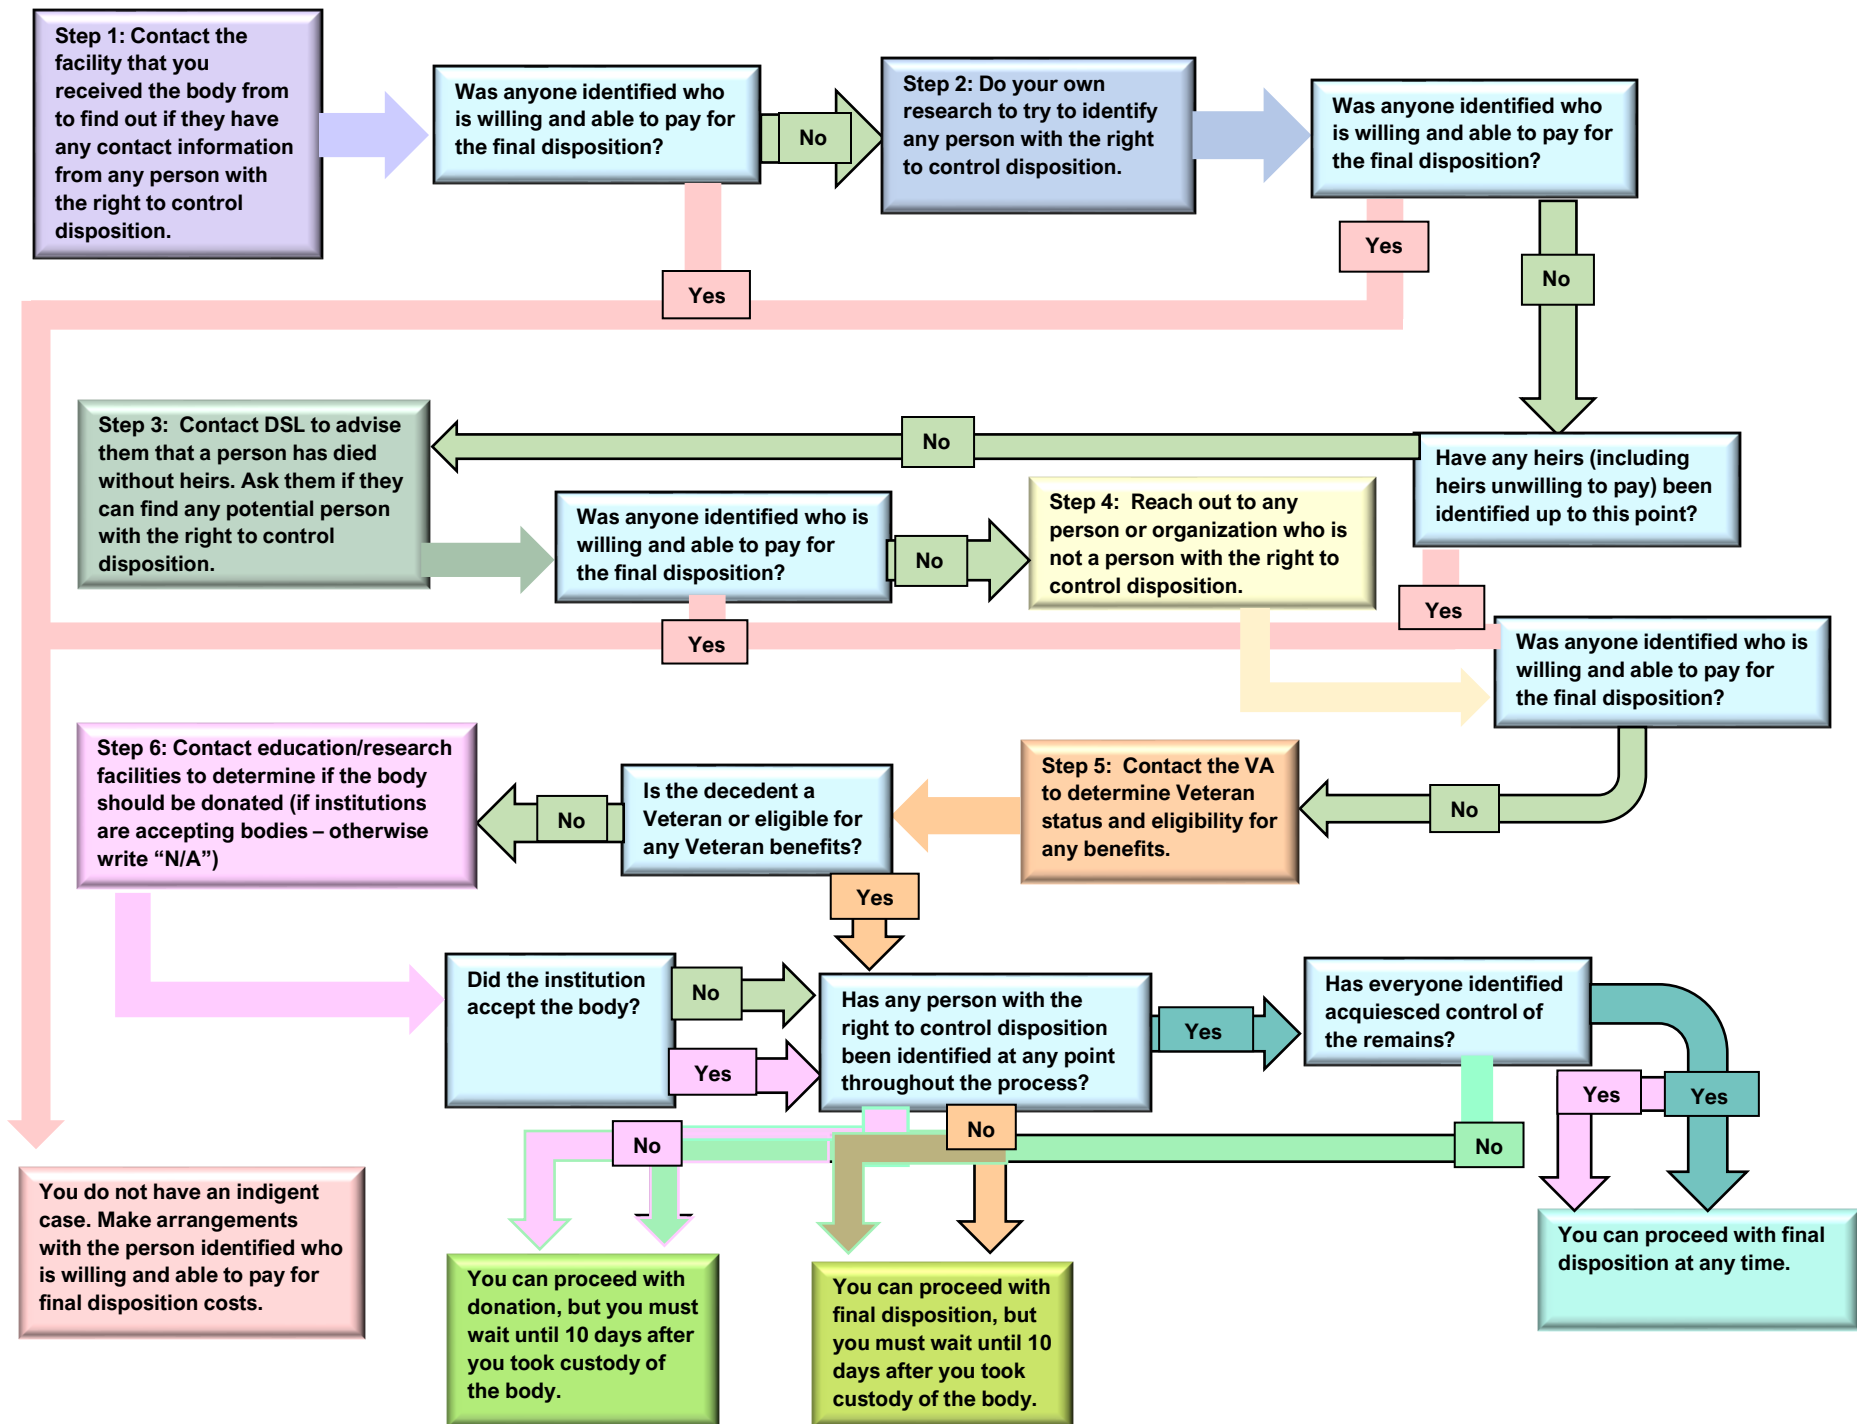 Step 1: Contact the
facility that you
received the body from
to find out if they have
any contact information
from any person with
the right to control
disposition.
Was anyone identified who
is willing and able to pay for
the final disposition?
No
Step 2: Do your own
research to try to identify
any person with the right
to control disposition.
Was anyone identified who
is willing and able to pay for
the final disposition?
Yes
Yes
No
Step 3:  Contact DSL to advise
them that a person has died
without heirs. Ask them if they
can find any potential person
with the right to control
disposition.
No
Have any heirs (including
heirs unwilling to pay) been
identified up to this point?
Was anyone identified who is
willing and able to pay for
the final disposition?
No
Step 4:  Reach out to any
person or organization who is
not a person with the right to
control disposition.
Yes
Yes
Was anyone identified who is
willing and able to pay for
the final disposition?
Step 6: Contact education/research
facilities to determine if the body
should be donated (if institutions
are accepting bodies – otherwise
write “N/A”)
No
Is the decedent a
Veteran or eligible for
any Veteran benefits?
Step 5:  Contact the VA
to determine Veteran
status and eligibility for
any benefits.
No
Yes
Did the institution
accept the body?
No
Yes
Has any person with the
right to control disposition
been identified at any point
throughout the process?
Yes
Has everyone identified
acquiesced control of
the remains?
Yes
Yes
No
No
No
You do not have an indigent
case. Make arrangements
with the person identified who
is willing and able to pay for
final disposition costs.
You can proceed with
donation, but you must
wait until 10 days after
you took custody of
the body.
You can proceed with
final disposition, but
you must wait until 10
days after you took
custody of the body.
You can proceed with final
disposition at any time.